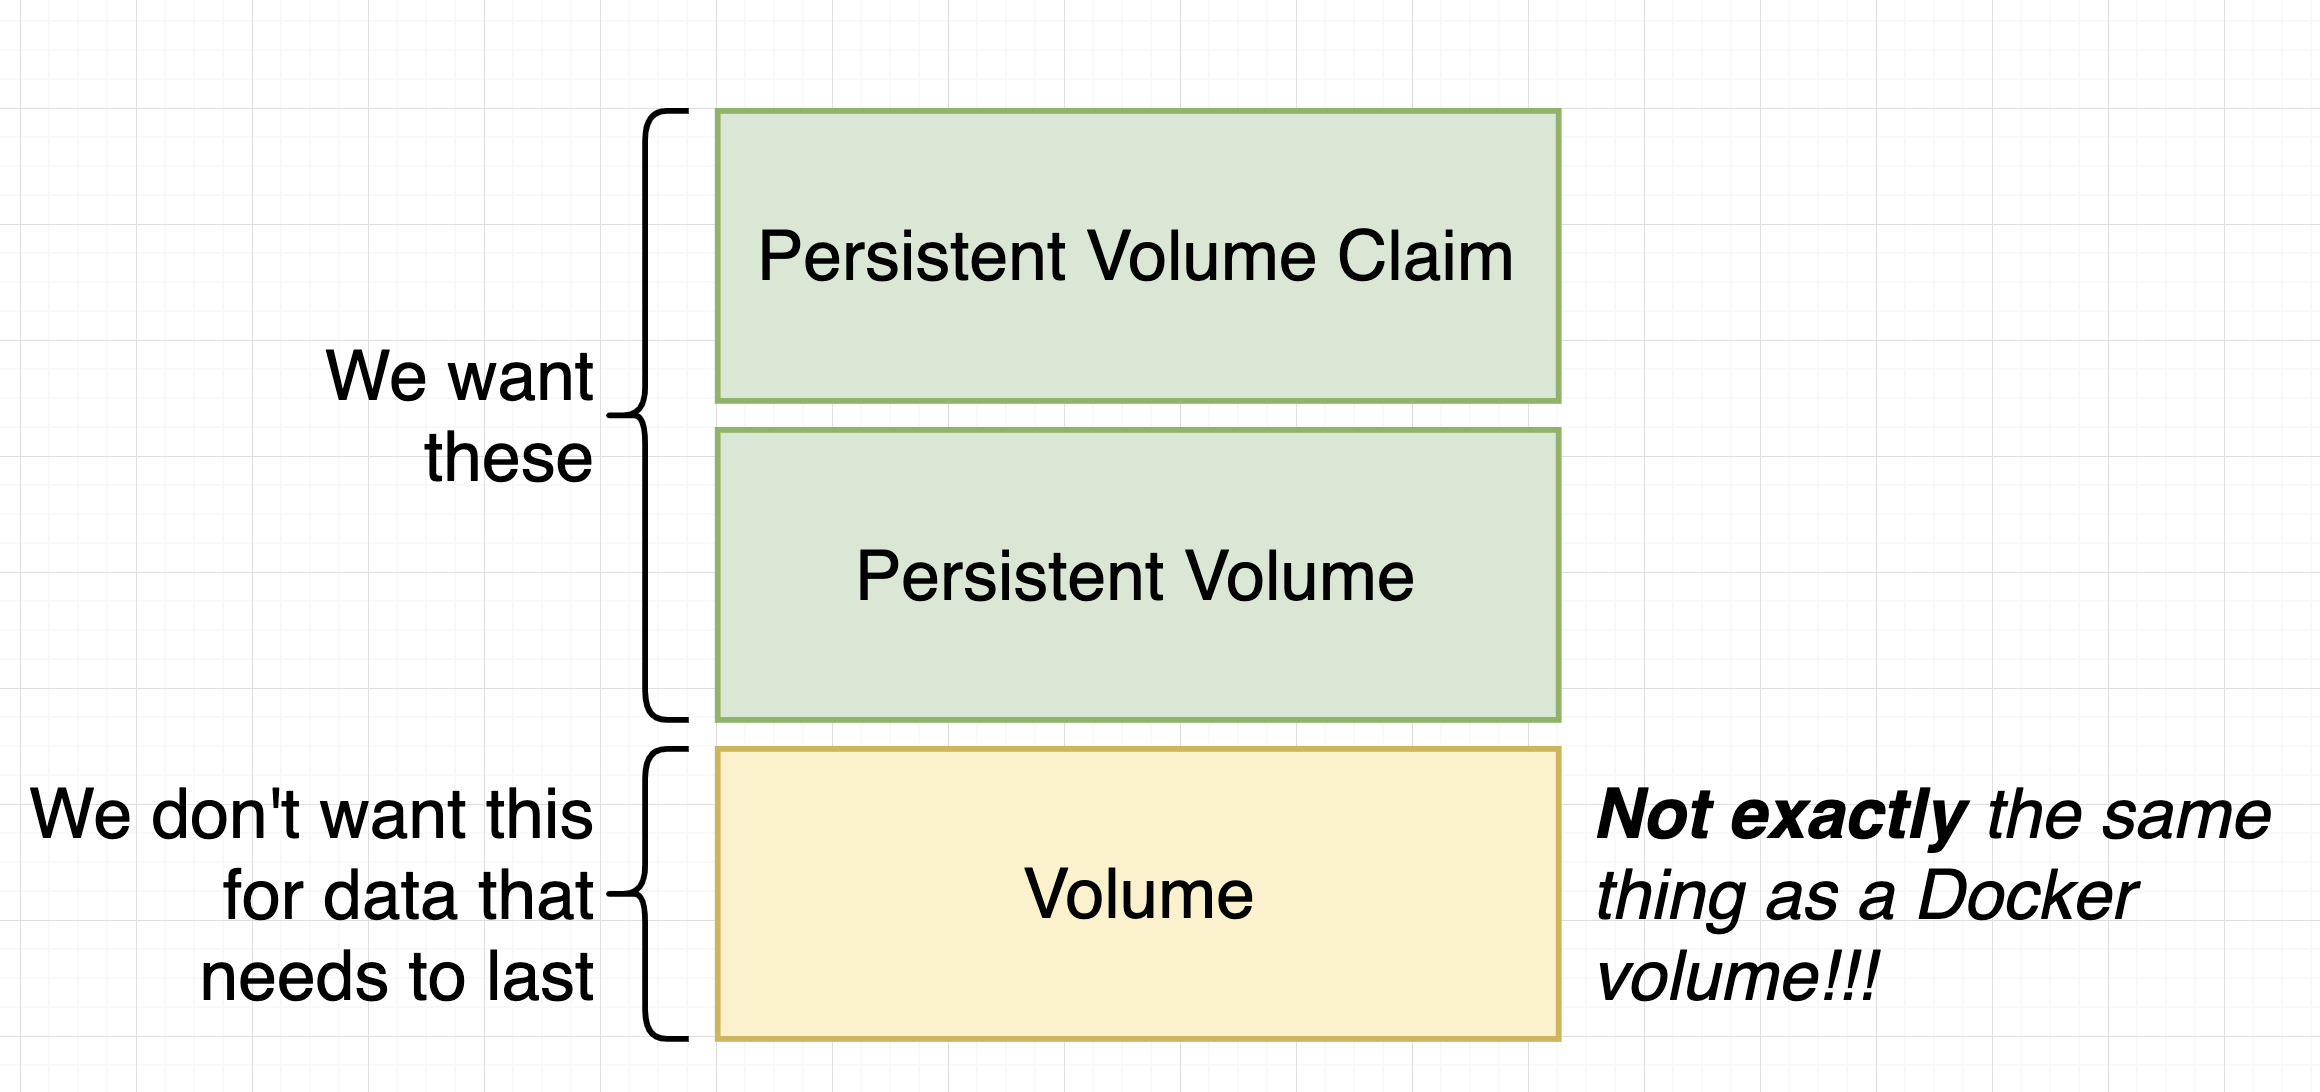 Persistent Volume Claim
We want
these
Persistent Volume
We don't want this
for data that
needs to last
Volume
Not exactly the same
thing as a Docker
volume!!!